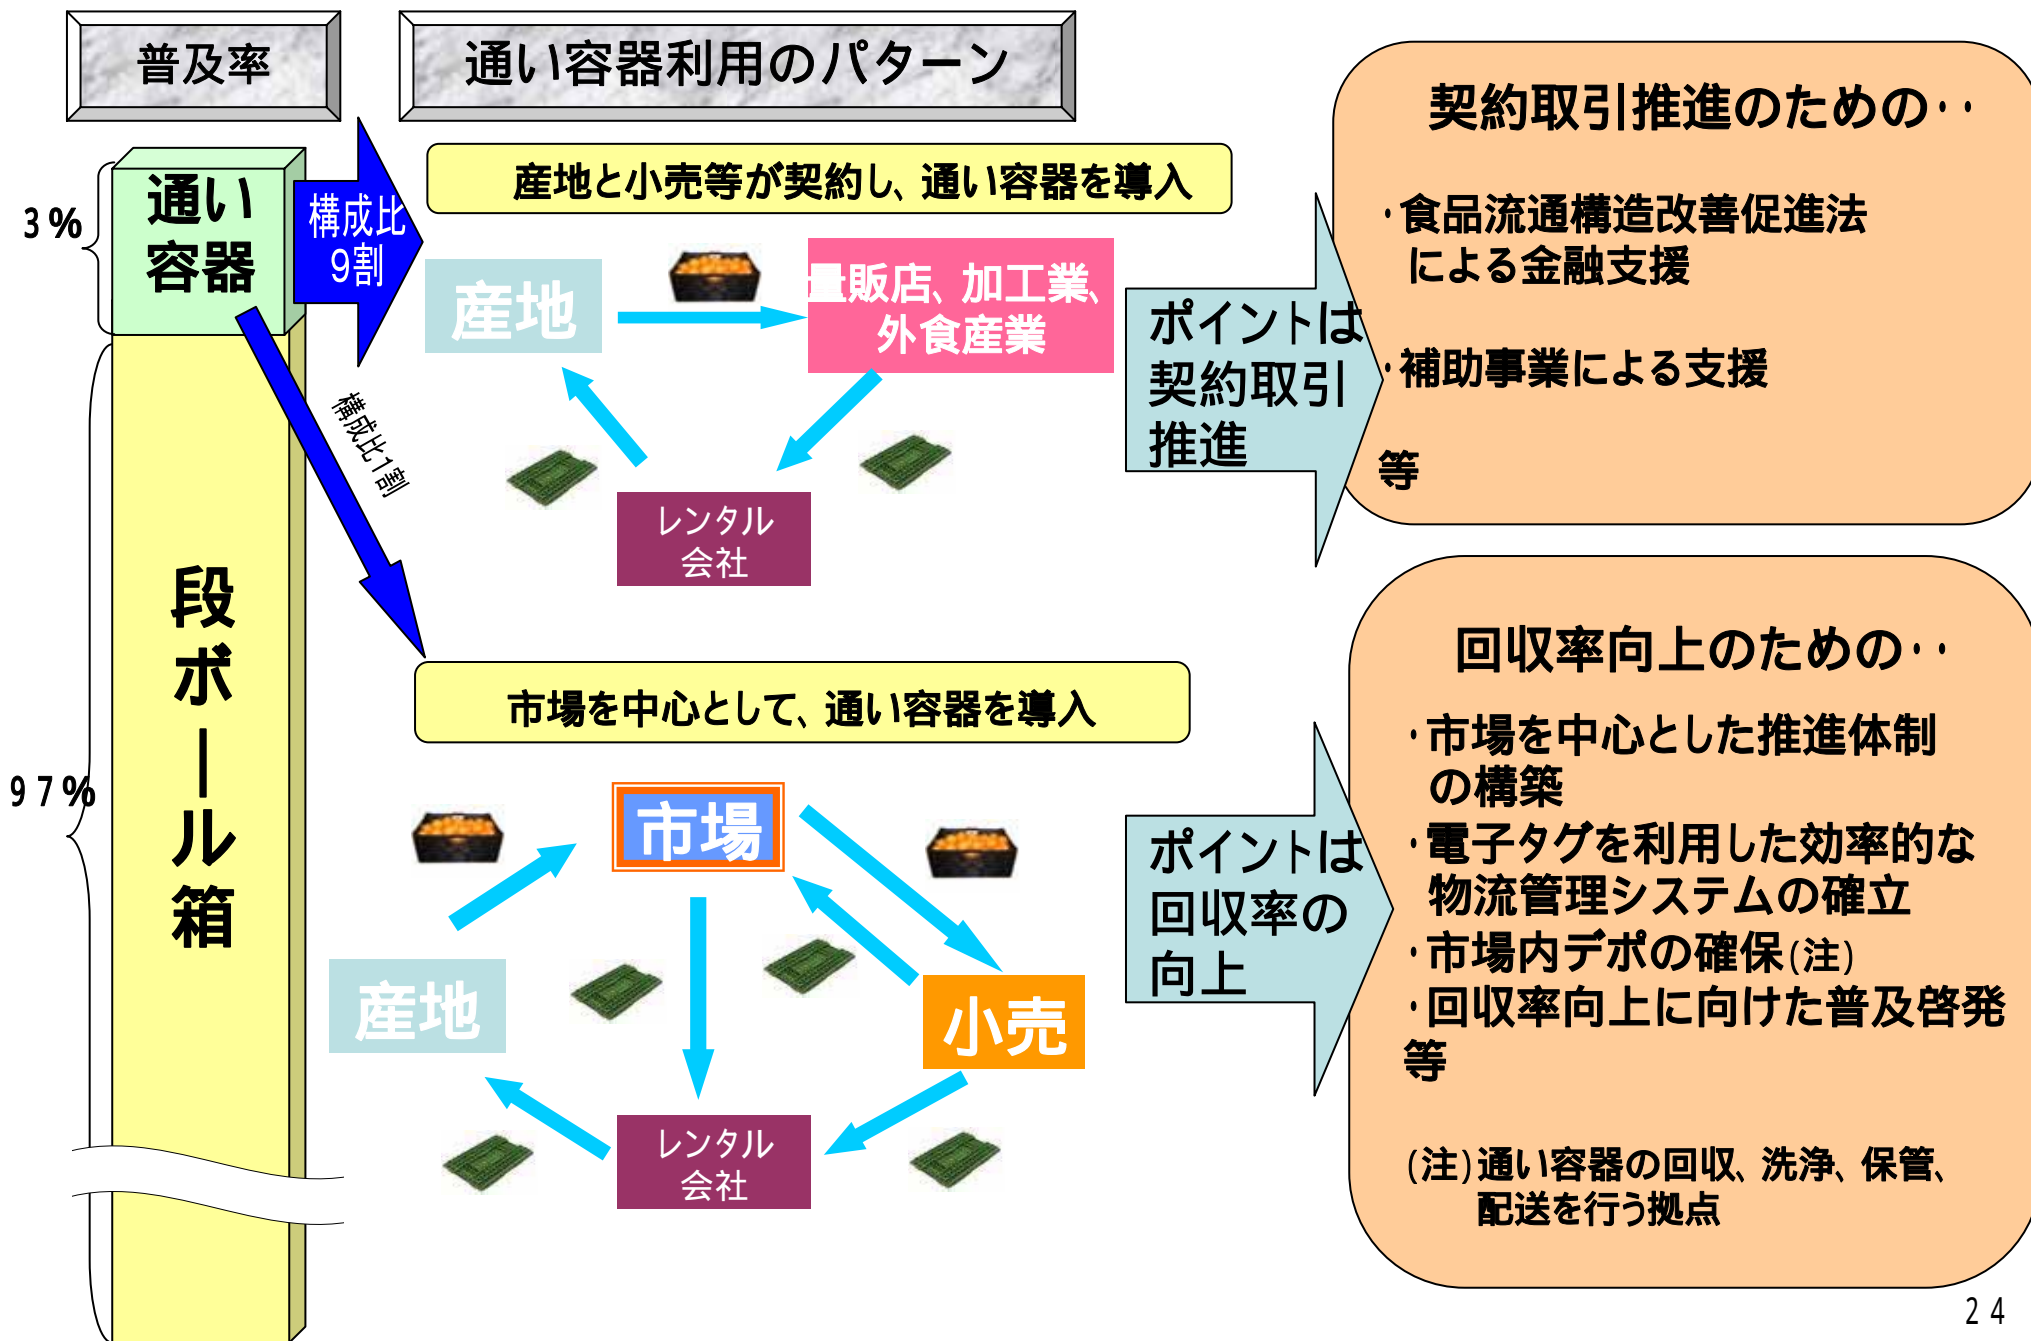 普及率
通い容器利用のパターン
3%
通い
容器
構成比
9割
構成比1割
97%
段ボール箱
産地と小売等が契約し、通い容器を導入
産地
量販店、加工業、
外食産業
レンタル
会社
ポイントは
契約取引
推進
契約取引推進のための‥
・食品流通構造改善促進法
による金融支援
・補助事業による支援
等
市場を中心として、通い容器を導入
市場
産地
小売
レンタル
会社
ポイントは
回収率の
向上
回収率向上のための‥
・市場を中心とした推進体制
の構築
・電子タグを利用した効率的な
物流管理システムの確立
・市場内デポの確保(注)
・回収率向上に向けた普及啓発
等
(注)通い容器の回収、洗浄、保管、
配送を行う拠点
24